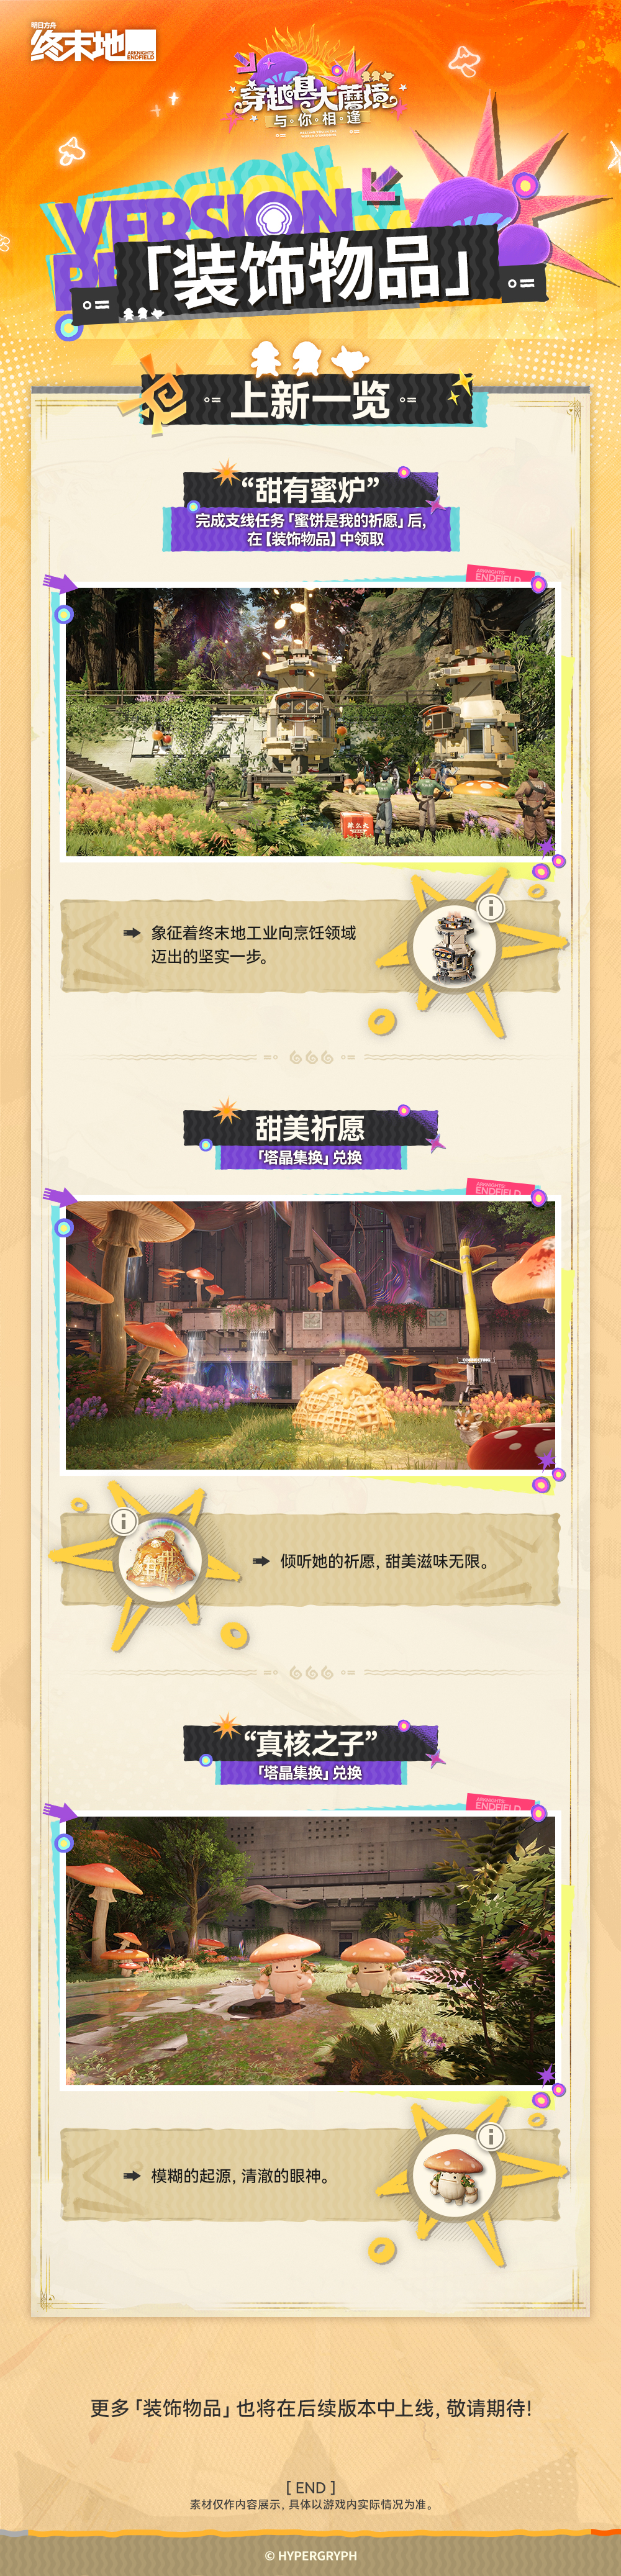 明日方舟
终末地
ARKNIGHTS
ENDFIELD
穿越吧大蘑境
与你相逢
VERSION
「装饰物品」
上新一览
“甜有蜜炉”
完成支线任务「蜜饼是我的祈愿」后,
在【装饰物品】中领取
ARKNIGHTS
ENDFIELD
象征着终末地工业向烹饪领域
迈出的坚实一步。
甜美祈愿
「塔晶集换」兑换
ARKNIGHTS
ENDFIELD
倾听她的祈愿, 甜美滋味无限。
“真核之子”
「塔晶集换」兑换
ARKNIGHTS
ENDFIELD
模糊的起源, 清澈的眼神。
更多「装饰物品」也将在后续版本中上线, 敬请期待!
[ END ]
素材仅作内容展示, 具体以游戏内实际情况为准。
© HYPERGRYPH